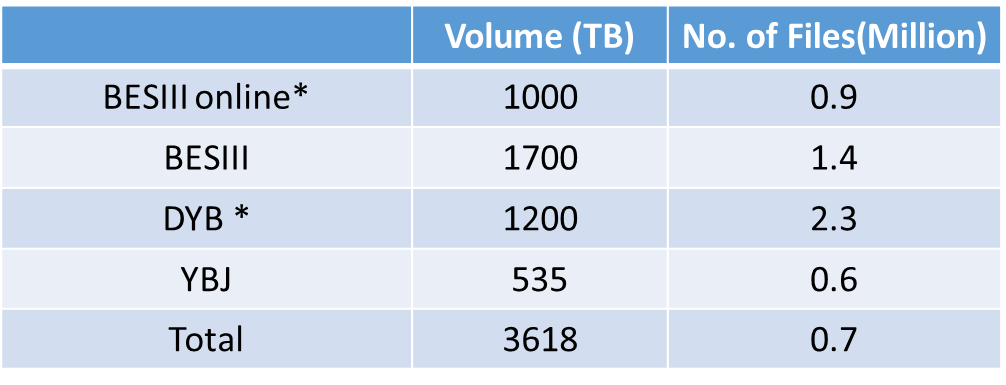 Volume (TB) No. of Files(Million)
BESIII online* 1000 0.9
BESIII 1700 1.4
DYB * 1200 2.3
YBJ 535 0.6
Total 3618 0.7